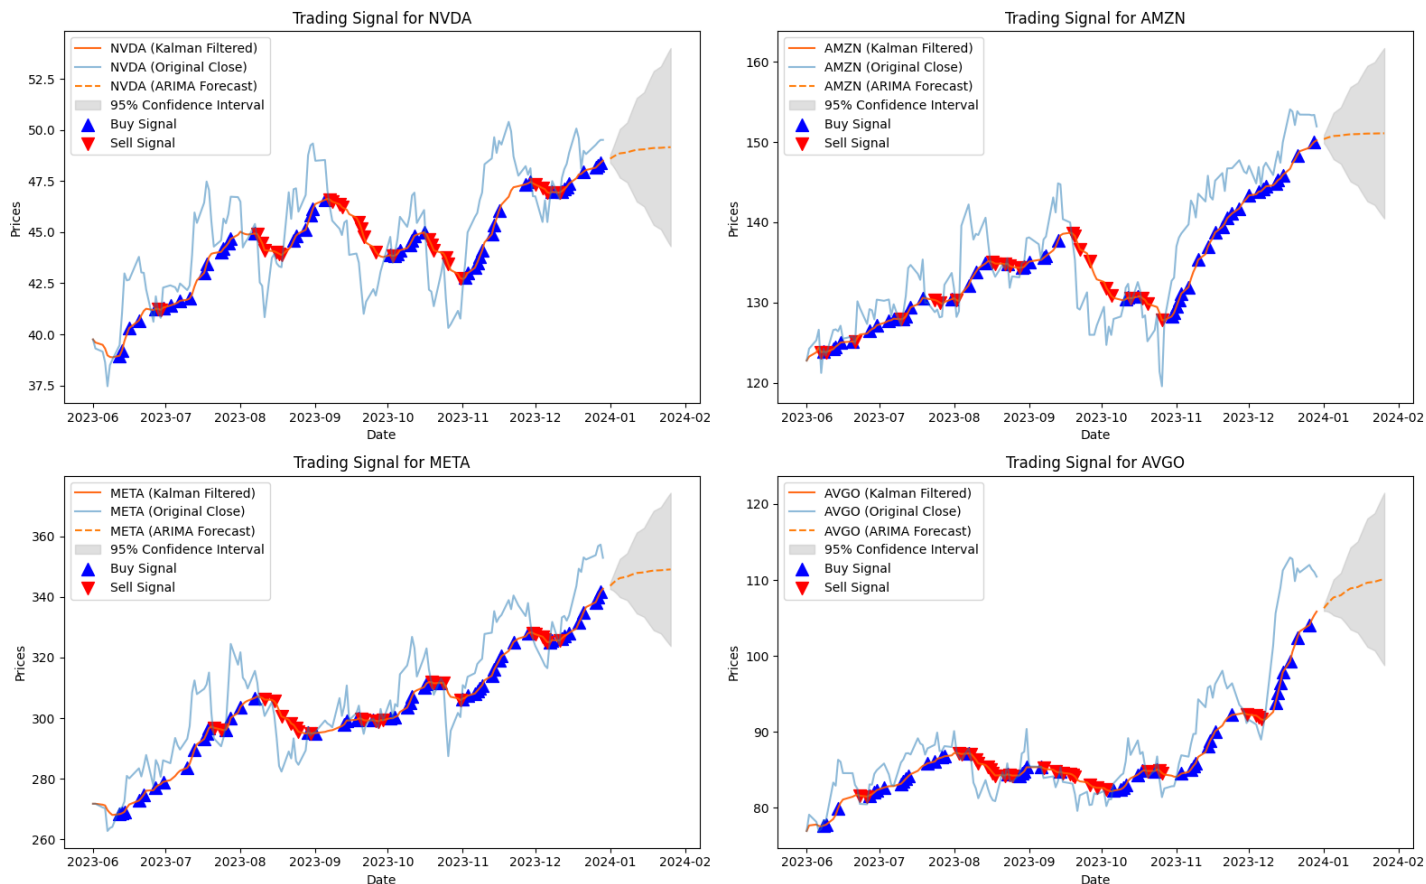 Trading Signal for NVDA
NVDA (Kalman Filtered)
NVDA (Original Close)
NVDA (ARIMA Forecast)
95% Confidence Interval
Buy Signal
Sell Signal
Prices
52.5
50.0
47.5
45.0
42.5
40.0
37.5
2023-06 2023-07 2023-08 2023-09 2023-10 2023-11 2023-12 2024-01 2024-02
Date
Trading Signal for AMZN
AMZN (Kalman Filtered)
AMZN (Original Close)
AMZN (ARIMA Forecast)
95% Confidence Interval
Buy Signal
Sell Signal
Prices
160
150
140
130
120
2023-06 2023-07 2023-08 2023-09 2023-10 2023-11 2023-12 2024-01 2024-02
Date
Trading Signal for META
META (Kalman Filtered)
META (Original Close)
META (ARIMA Forecast)
95% Confidence Interval
Buy Signal
Sell Signal
Prices
360
340
320
300
280
260
2023-06 2023-07 2023-08 2023-09 2023-10 2023-11 2023-12 2024-01 2024-02
Date
Trading Signal for AVGO
AVGO (Kalman Filtered)
AVGO (Original Close)
AVGO (ARIMA Forecast)
95% Confidence Interval
Buy Signal
Sell Signal
Prices
120
110
100
90
80
2023-06 2023-07 2023-08 2023-09 2023-10 2023-11 2023-12 2024-01 2024-02
Date